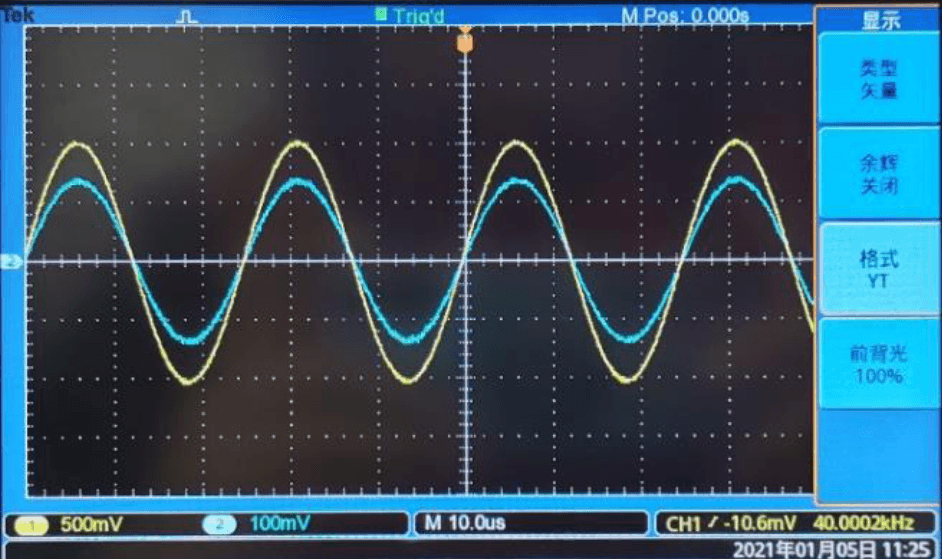 Tek Trig'd M Pos: 0.000s
显示
类型
矢量
余辉
关闭
格式
YT
前背光
100%
2
1 500mV 2 100mV M 10.0us CH1 -10.6mV 40.0002kHz
2021年01月05日 11:25